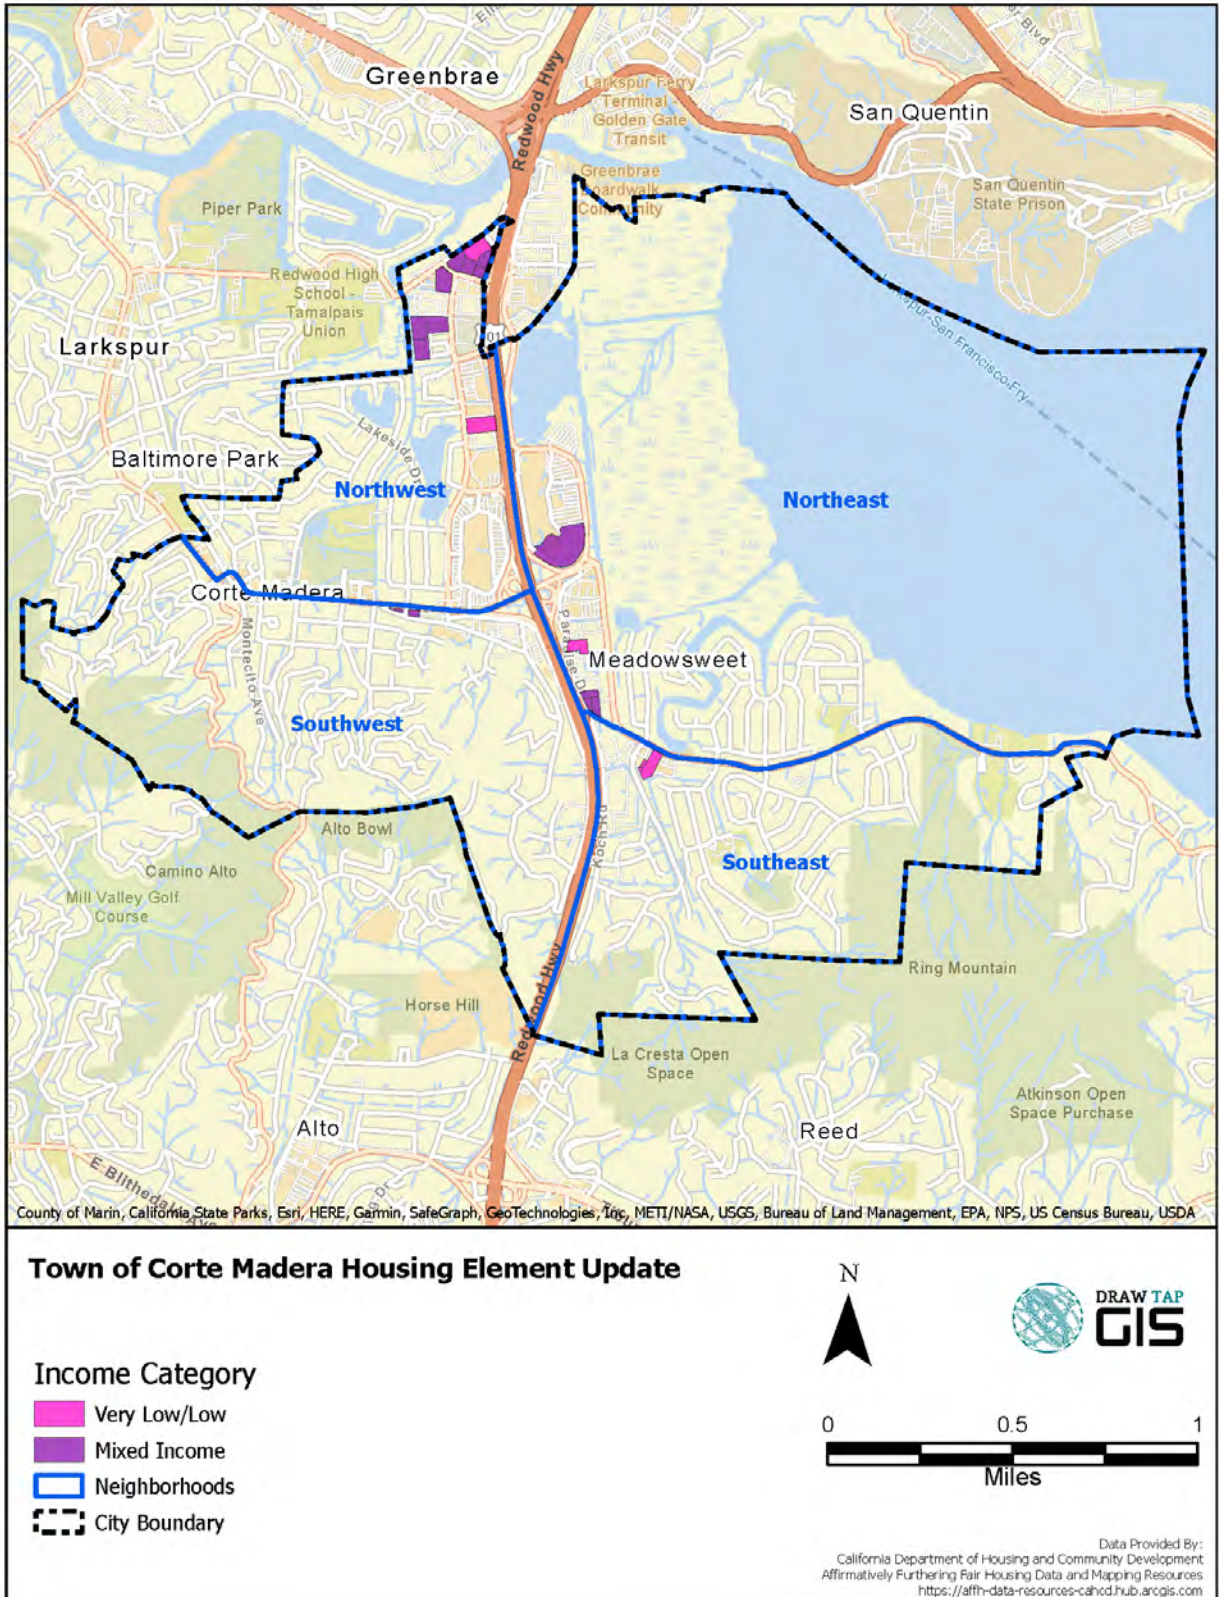 Greenbrae
Redwood Hwy
Larkspur Ferry
Terminal -
Golden Gate
Transit
San Quentin
Greenbrae
Boardwalk
Community
San Quentin
State Prison
Piper Park
Redwood High
School -
Tamalpais
Union
Larkspur
101
Larkspur-San Francisco-Fry
Lakeside Dr
Baltimore Park
Northwest
Northeast
Corte Madera
Montecito Ave
Paradise Dr
Meadowsweet
Southwest
Koch Rd
Alto Bowl
Southeast
Camino Alto
Mill Valley Golf
Course
Redwood Hwy
Ring Mountain
Horse Hill
La Cresta Open
Space
Atkinson Open
Space Purchase
Alto
Reed
E Blithedale Ave
County of Marin, California State Parks, Esri, HERE, Garmin, SafeGraph, GeoTechnologies, Inc, METI/NASA, USGS, Bureau of Land Management, EPA, NPS, US Census Bureau, USDA
Town of Corte Madera Housing Element Update
N
DRAW TAP
GIS
Income Category
Very Low/Low
Mixed Income
Neighborhoods
City Boundary
0 0.5 1
Miles
Data Provided By:
California Department of Housing and Community Development
Affirmatively Furthering Fair Housing Data and Mapping Resources
https://affh-data-resources-cahcd.hub.arcgis.com